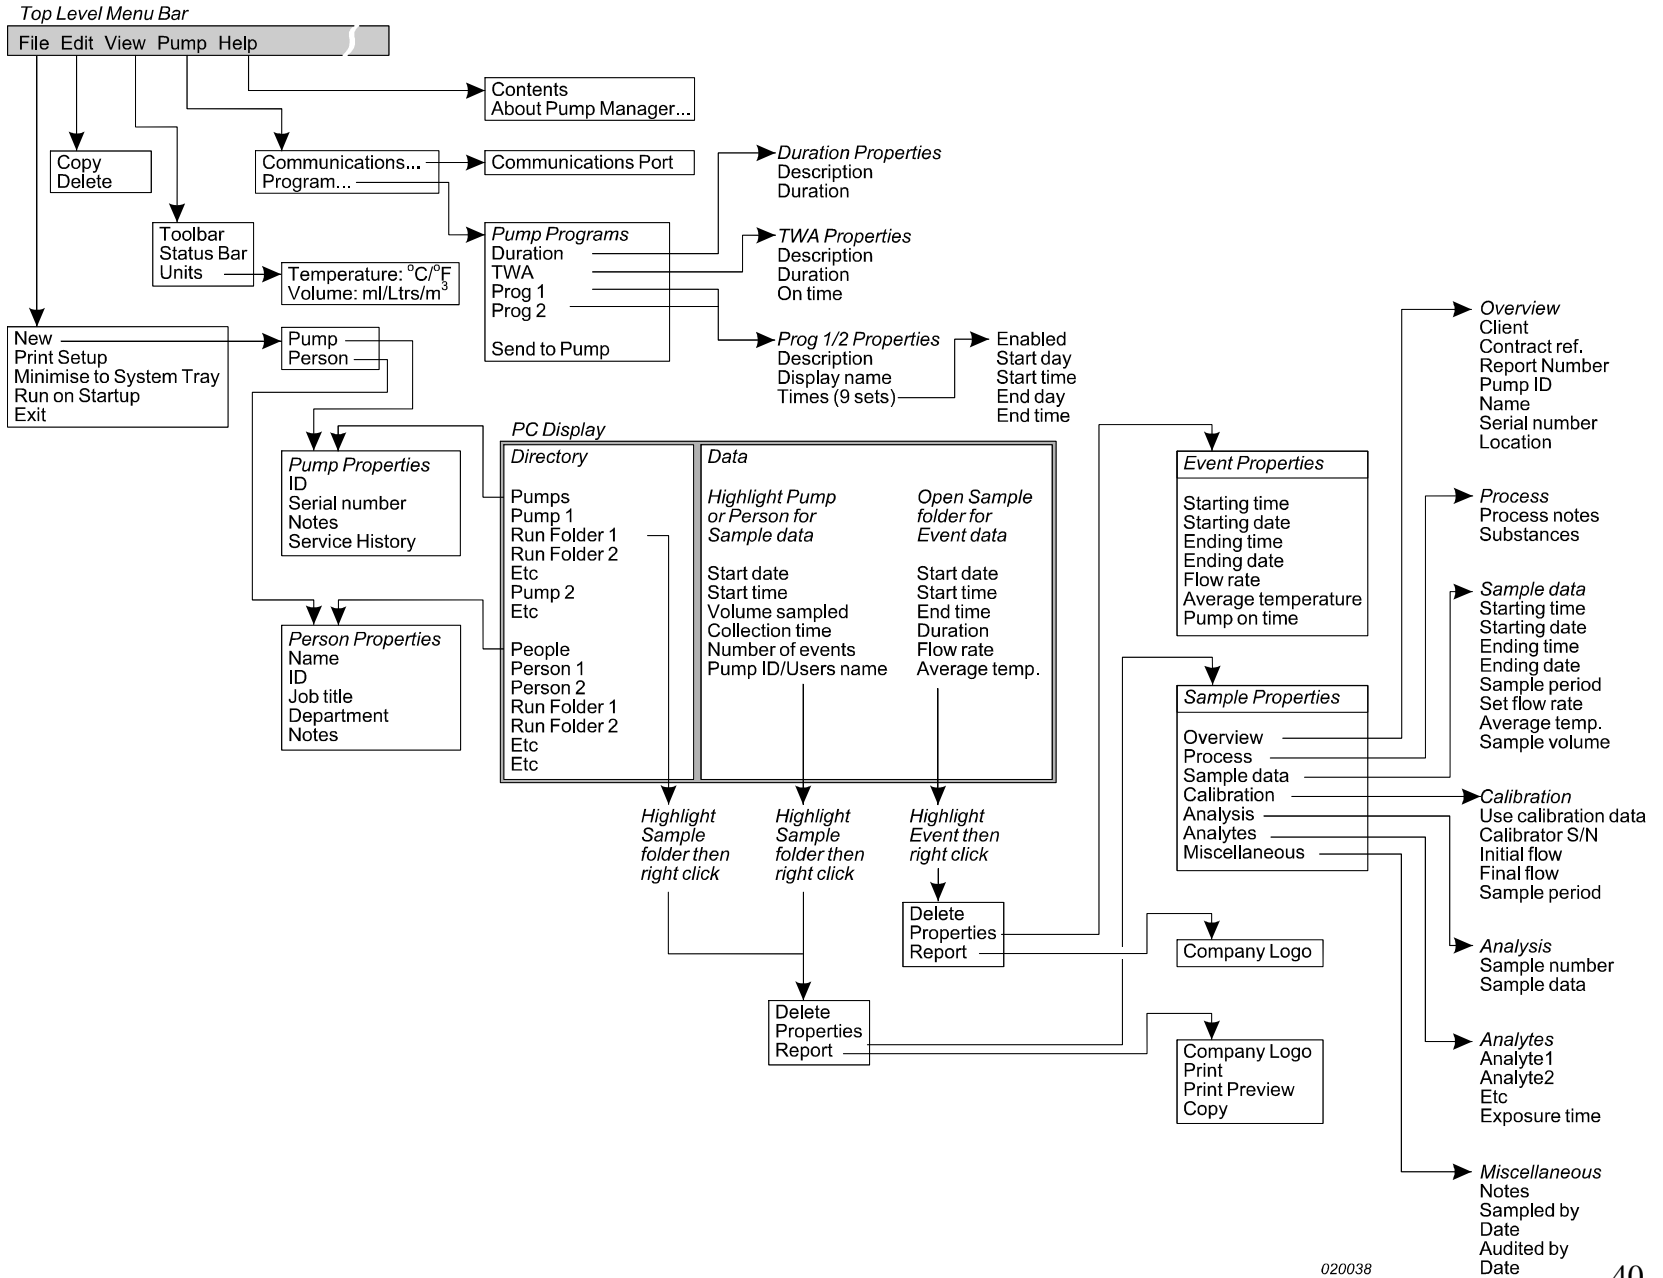 Top Level Menu Bar
File Edit View Pump Help
Contents
About Pump Manager...
Copy
Delete
Communications...
Program...
Communications Port
Duration Properties
Description
Duration
Toolbar
Status Bar
Units
Temperature: °C/°F
Volume: ml/Ltrs/m³
Pump Programs
Duration
TWA
Prog 1
Prog 2
Send to Pump
TWA Properties
Description
Duration
On time
Prog 1/2 Properties
Description
Display name
Times (9 sets)
Enabled
Start day
Start time
End day
End time
New
Print Setup
Minimise to System Tray
Run on Startup
Exit
Pump
Person
Pump Properties
ID
Serial number
Notes
Service History
Person Properties
Name
ID
Job title
Department
Notes
PC Display
Directory
Pumps
Pump 1
Run Folder 1
Run Folder 2
Etc
Pump 2
Etc
People
Person 1
Person 2
Run Folder 1
Run Folder 2
Etc
Etc
Data
Highlight Pump
or Person for
Sample data
Start date
Start time
Volume sampled
Collection time
Number of events
Pump ID/Users name
Open Sample
folder for
Event data
Start date
Start time
End time
Duration
Flow rate
Average temp.
Highlight
Sample
folder then
right click
Highlight
Sample
folder then
right click
Highlight
Event then
right click
Delete
Properties
Report
Delete
Properties
Report
Event Properties
Starting time
Starting date
Ending time
Ending date
Flow rate
Average temperature
Pump on time
Sample Properties
Overview
Process
Sample data
Calibration
Analysis
Analytes
Miscellaneous
Company Logo
Company Logo
Print
Print Preview
Copy
Overview
Client
Contract ref.
Report Number
Pump ID
Name
Serial number
Location
Process
Process notes
Substances
Sample data
Starting time
Starting date
Ending time
Ending date
Sample period
Set flow rate
Average temp.
Sample volume
Calibration
Use calibration data
Calibrator S/N
Initial flow
Final flow
Sample period
Analysis
Sample number
Sample data
Analytes
Analyte1
Analyte2
Etc
Exposure time
Miscellaneous
Notes
Sampled by
Date
Audited by
Date
020038